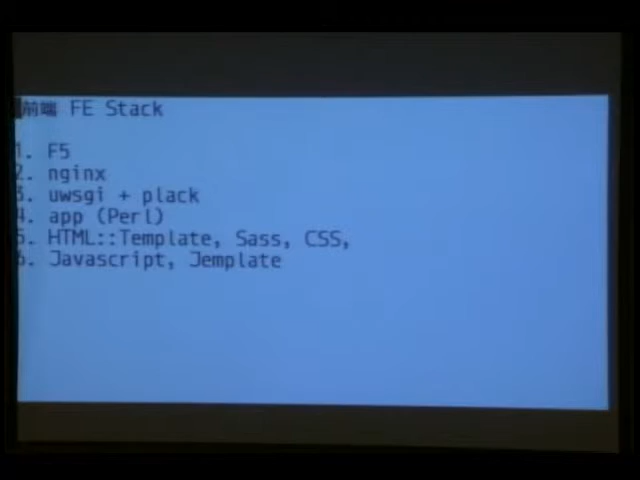 前端 FE Stack
1. F5
2. nginx
3. uwsgi + plack
4. app (Perl)
5. HTML::Template, Sass, CSS,
6. Javascript, Jemplate